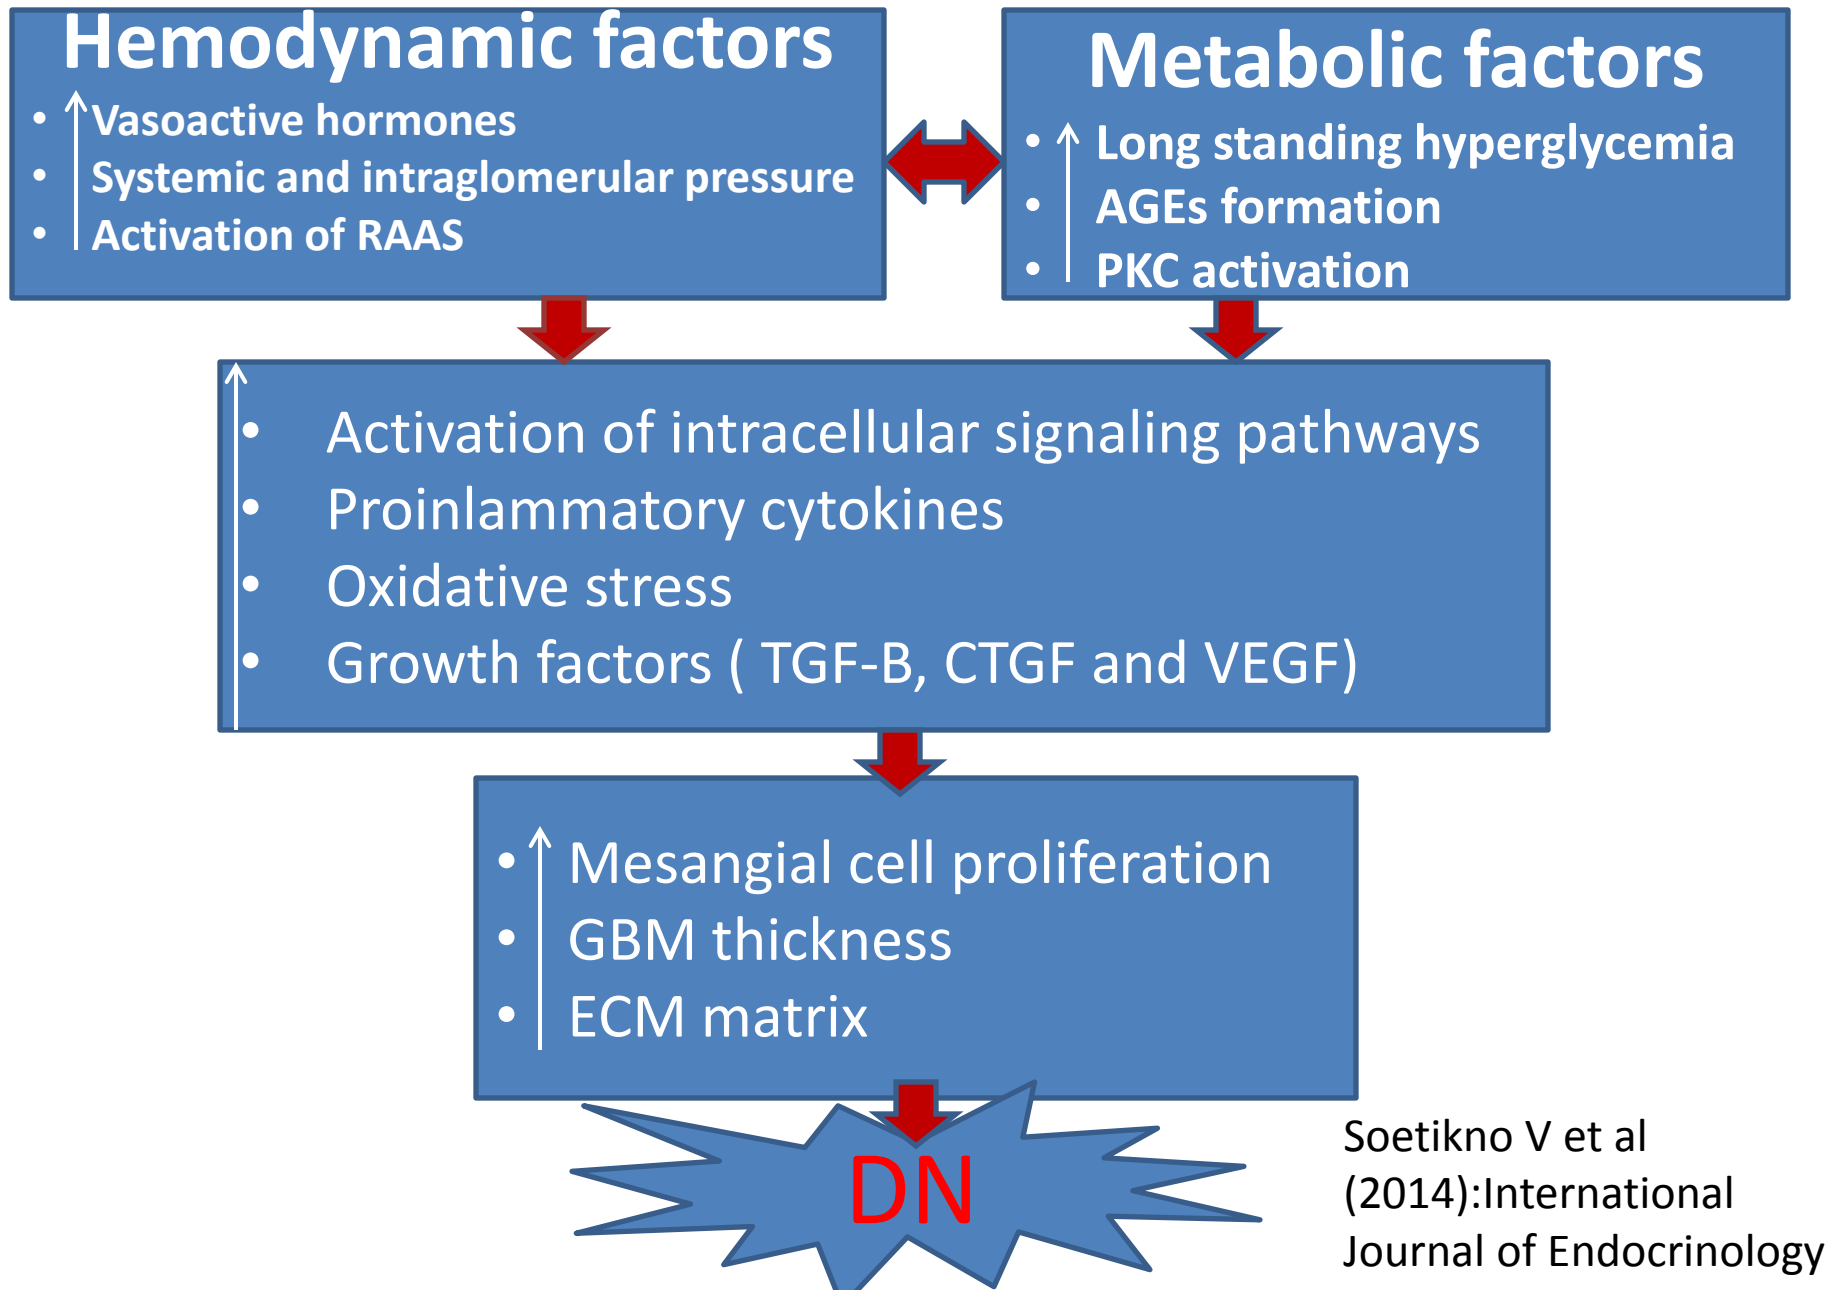 Hemodynamic factors
• Vasoactive hormones
• Systemic and intraglomerular pressure
• Activation of RAAS
Metabolic factors
• Long standing hyperglycemia
• AGEs formation
• PKC activation
• Activation of intracellular signaling pathways
• Proinlammatory cytokines
• Oxidative stress
• Growth factors ( TGF-B, CTGF and VEGF)
• Mesangial cell proliferation
• GBM thickness
• ECM matrix
DN
Soetikno V et al
(2014):International
Journal of Endocrinology